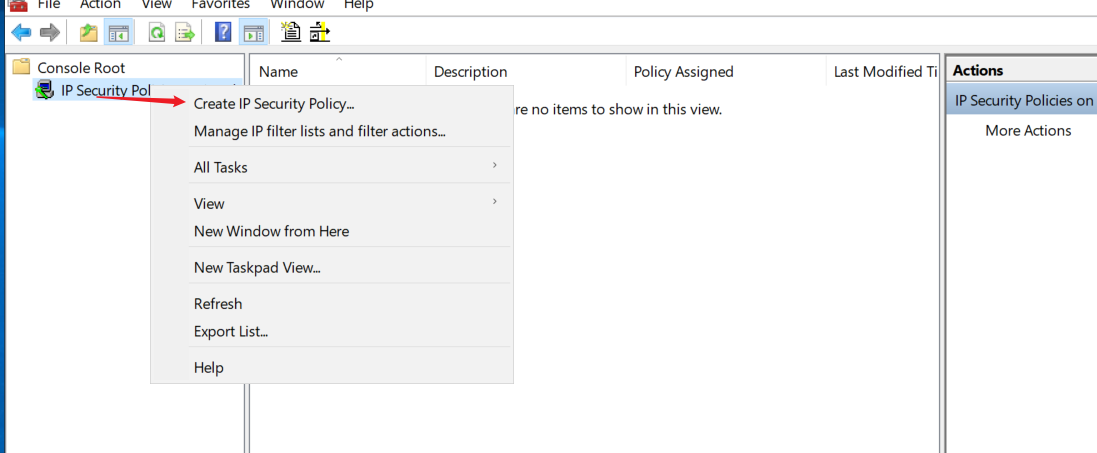 File Action View Favorites Window Help
Console Root
IP Security Pol
Name Description Policy Assigned Last Modified Ti
re no items to show in this view.
Create IP Security Policy...
Manage IP filter lists and filter actions...
All Tasks
View
New Window from Here
New Taskpad View...
Refresh
Export List...
Help
Actions
IP Security Policies on
More Actions